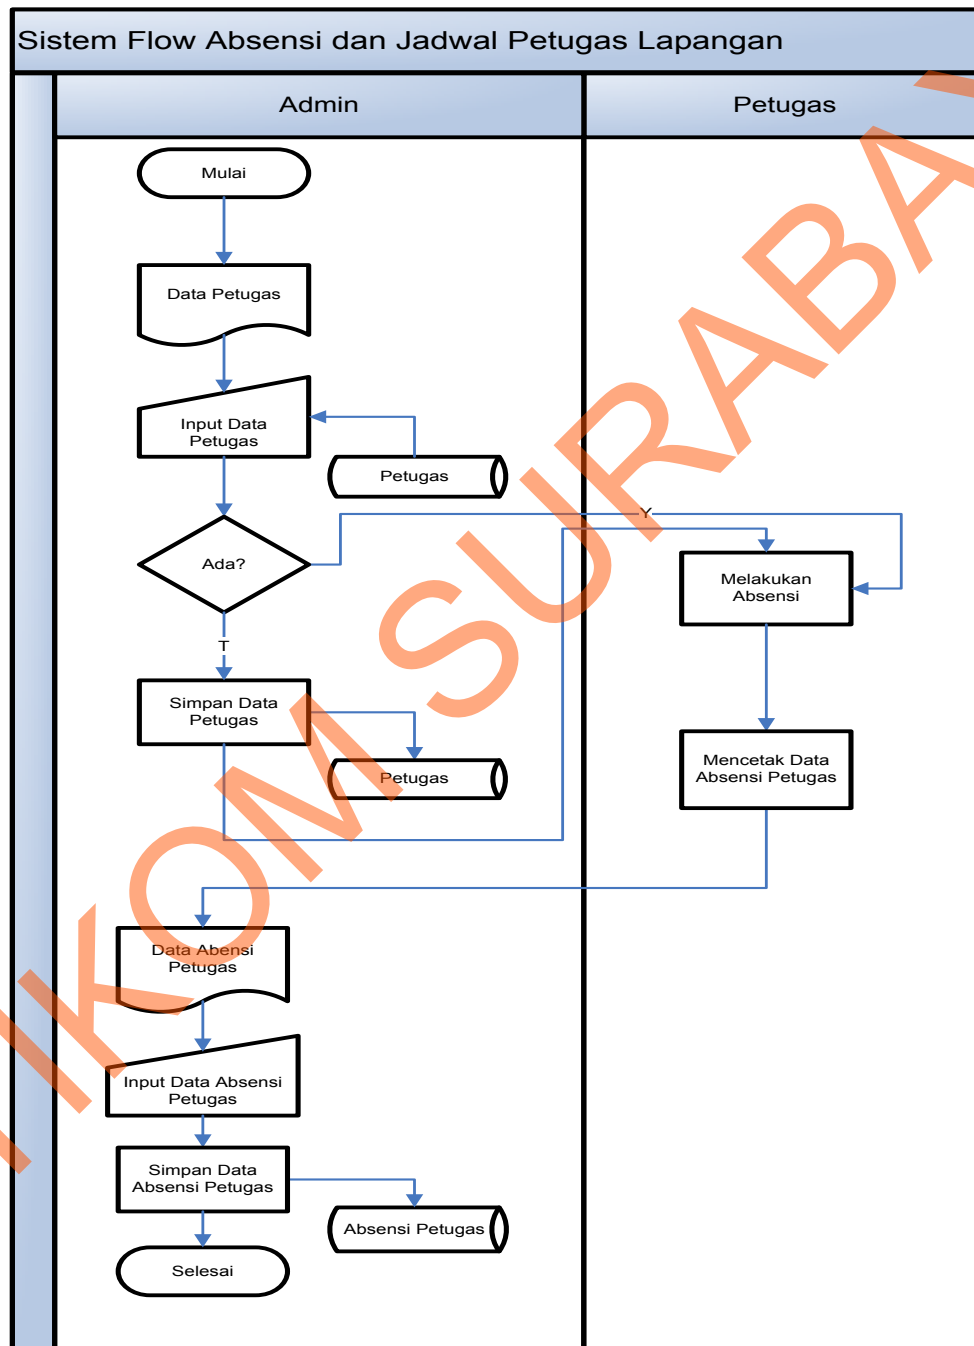 Sistem Flow Absensi dan Jadwal Petugas Lapangan
Admin
Petugas
Mulai
Data Petugas
Input Data
Petugas
Petugas
Ada?
Y
T
Melakukan
Absensi
Simpan Data
Petugas
Petugas
Mencetak Data
Absensi Petugas
Data Abensi
Petugas
Input Data Absensi
Petugas
Simpan Data
Absensi Petugas
Absensi Petugas
Selesai
IKOM SURABAY